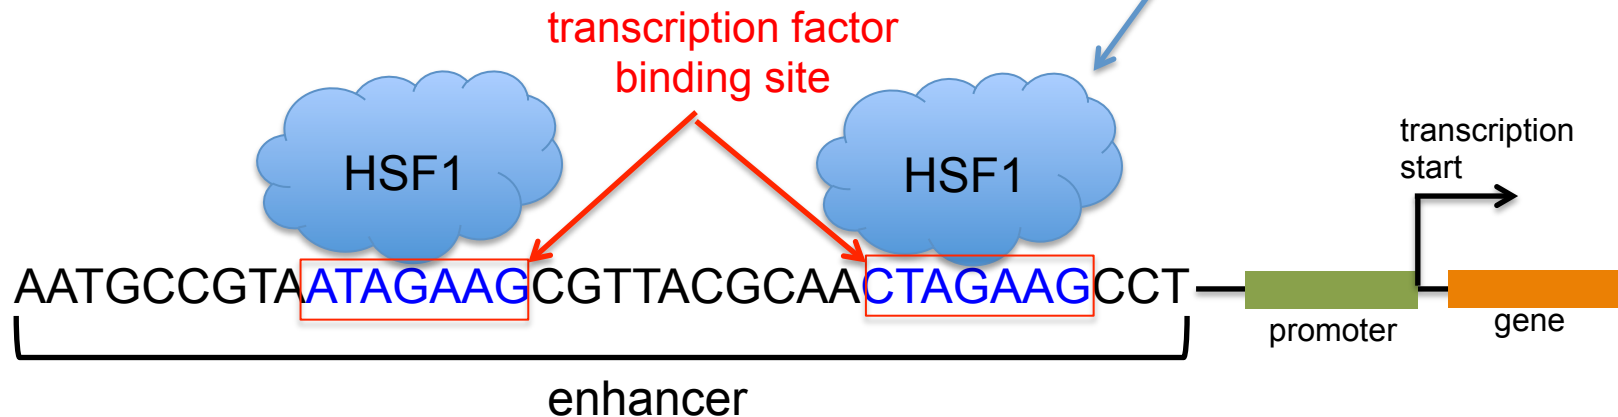 transcription factor
binding site
HSF1
HSF1
transcription
start
AATGCCGTAATAGAAGCGTTACGCAACTAGAAGCCT
promoter
gene
enhancer